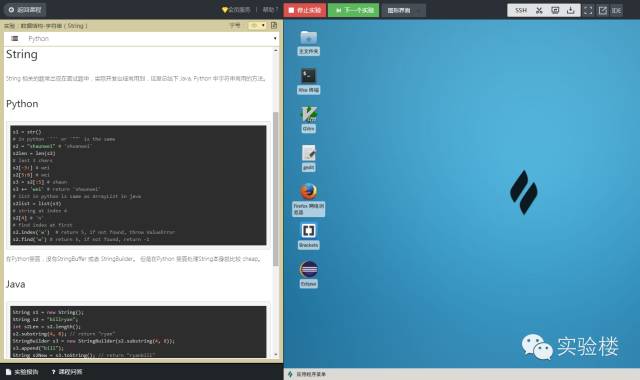 返回课程
会员服务 | 帮助?
停止实验
下一个实验
图形界面
SSH
IDE
实验：数据结构-字符串（String）
字号
Python
String
String 相关的题常出现在面试题中，实际开发也经常用到，这里总结下 Java, Python 中字符串常用的方法。
Python
s1 = str()
# in python `''` or `""` is the same
s2 = "shaunwei" # 'shaunwei'
s2len = len(s2)
# last 3 chars
s2[-3:] # wei
s2[5:8] # wei
s3 = s2[:5] # shaun
s3 += 'wei' # return 'shaunwei'
# list in python is same as ArrayList in java
s2list = list(s3)
# string at index 4
s2[4] # 'n'
# find index at first
s2.index('w') # return 5, if not found, throw ValueError
s2.find('w') # return 5, if not found, return -1
在Python里面，没有StringBuffer 或者 StringBuilder。 但是在Python 里面处理String本身就比较 cheap。
Java
String s1 = new String();
String s2 = "billryan";
int s2Len = s2.length();
s2.substring(4, 8); // return "ryan"
StringBuilder s3 = new StringBuilder(s2.substring(4, 8));
s3.append("bill");
String s2New = s3.toString(); // return "ryanbill"
实验报告
? 课程问答
主文件夹
Xfce 终端
GVim
gedit
Firefox 网络浏
览器
Brackets
Eclipse
实验楼
应用程序菜单